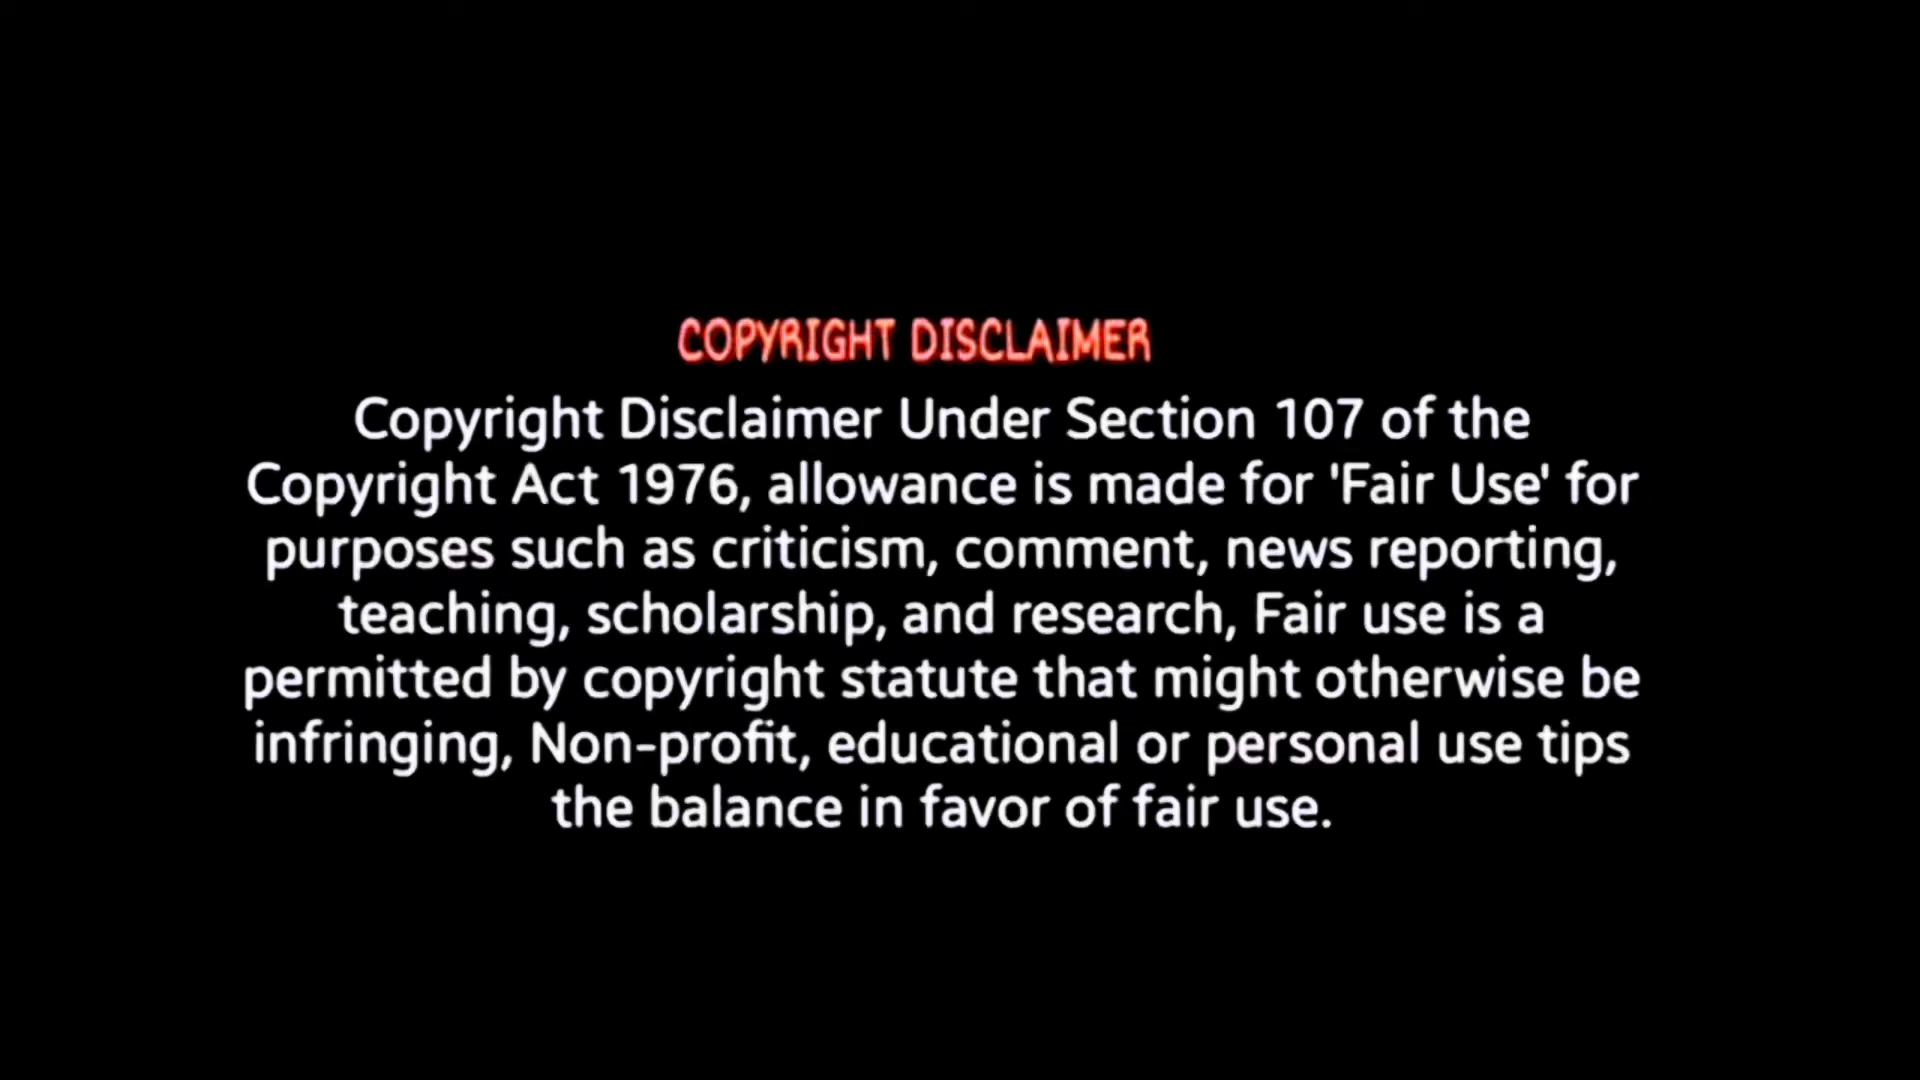 COPYRIGHT DISCLAIMER
Copyright Disclaimer Under Section 107 of the
Copyright Act 1976, allowance is made for 'Fair Use' for
purposes such as criticism, comment, news reporting,
teaching, scholarship, and research, Fair use is a
permitted by copyright statute that might otherwise be
infringing, Non-profit, educational or personal use tips
the balance in favor of fair use.